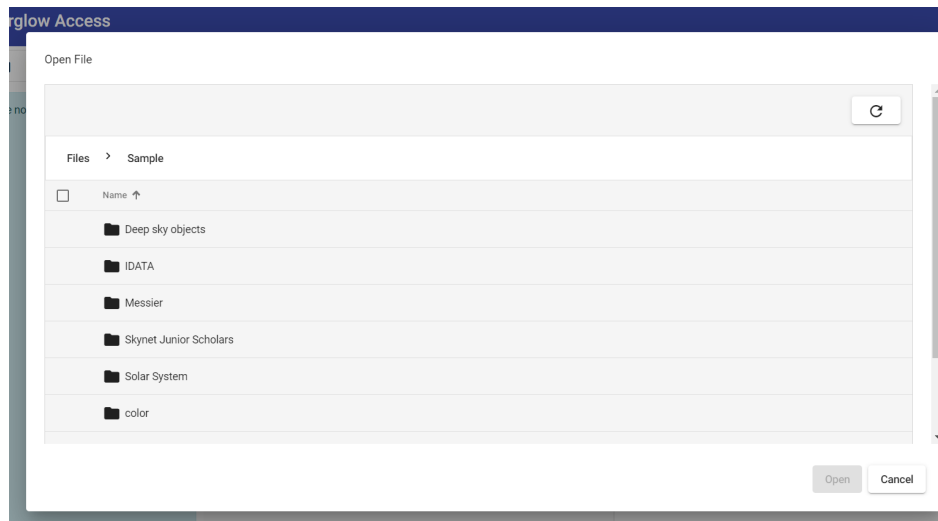 rglow Access
Open File
e no
Files > Sample
Name ↑
Deep sky objects
IDATA
Messier
Skynet Junior Scholars
Solar System
color
Open Cancel